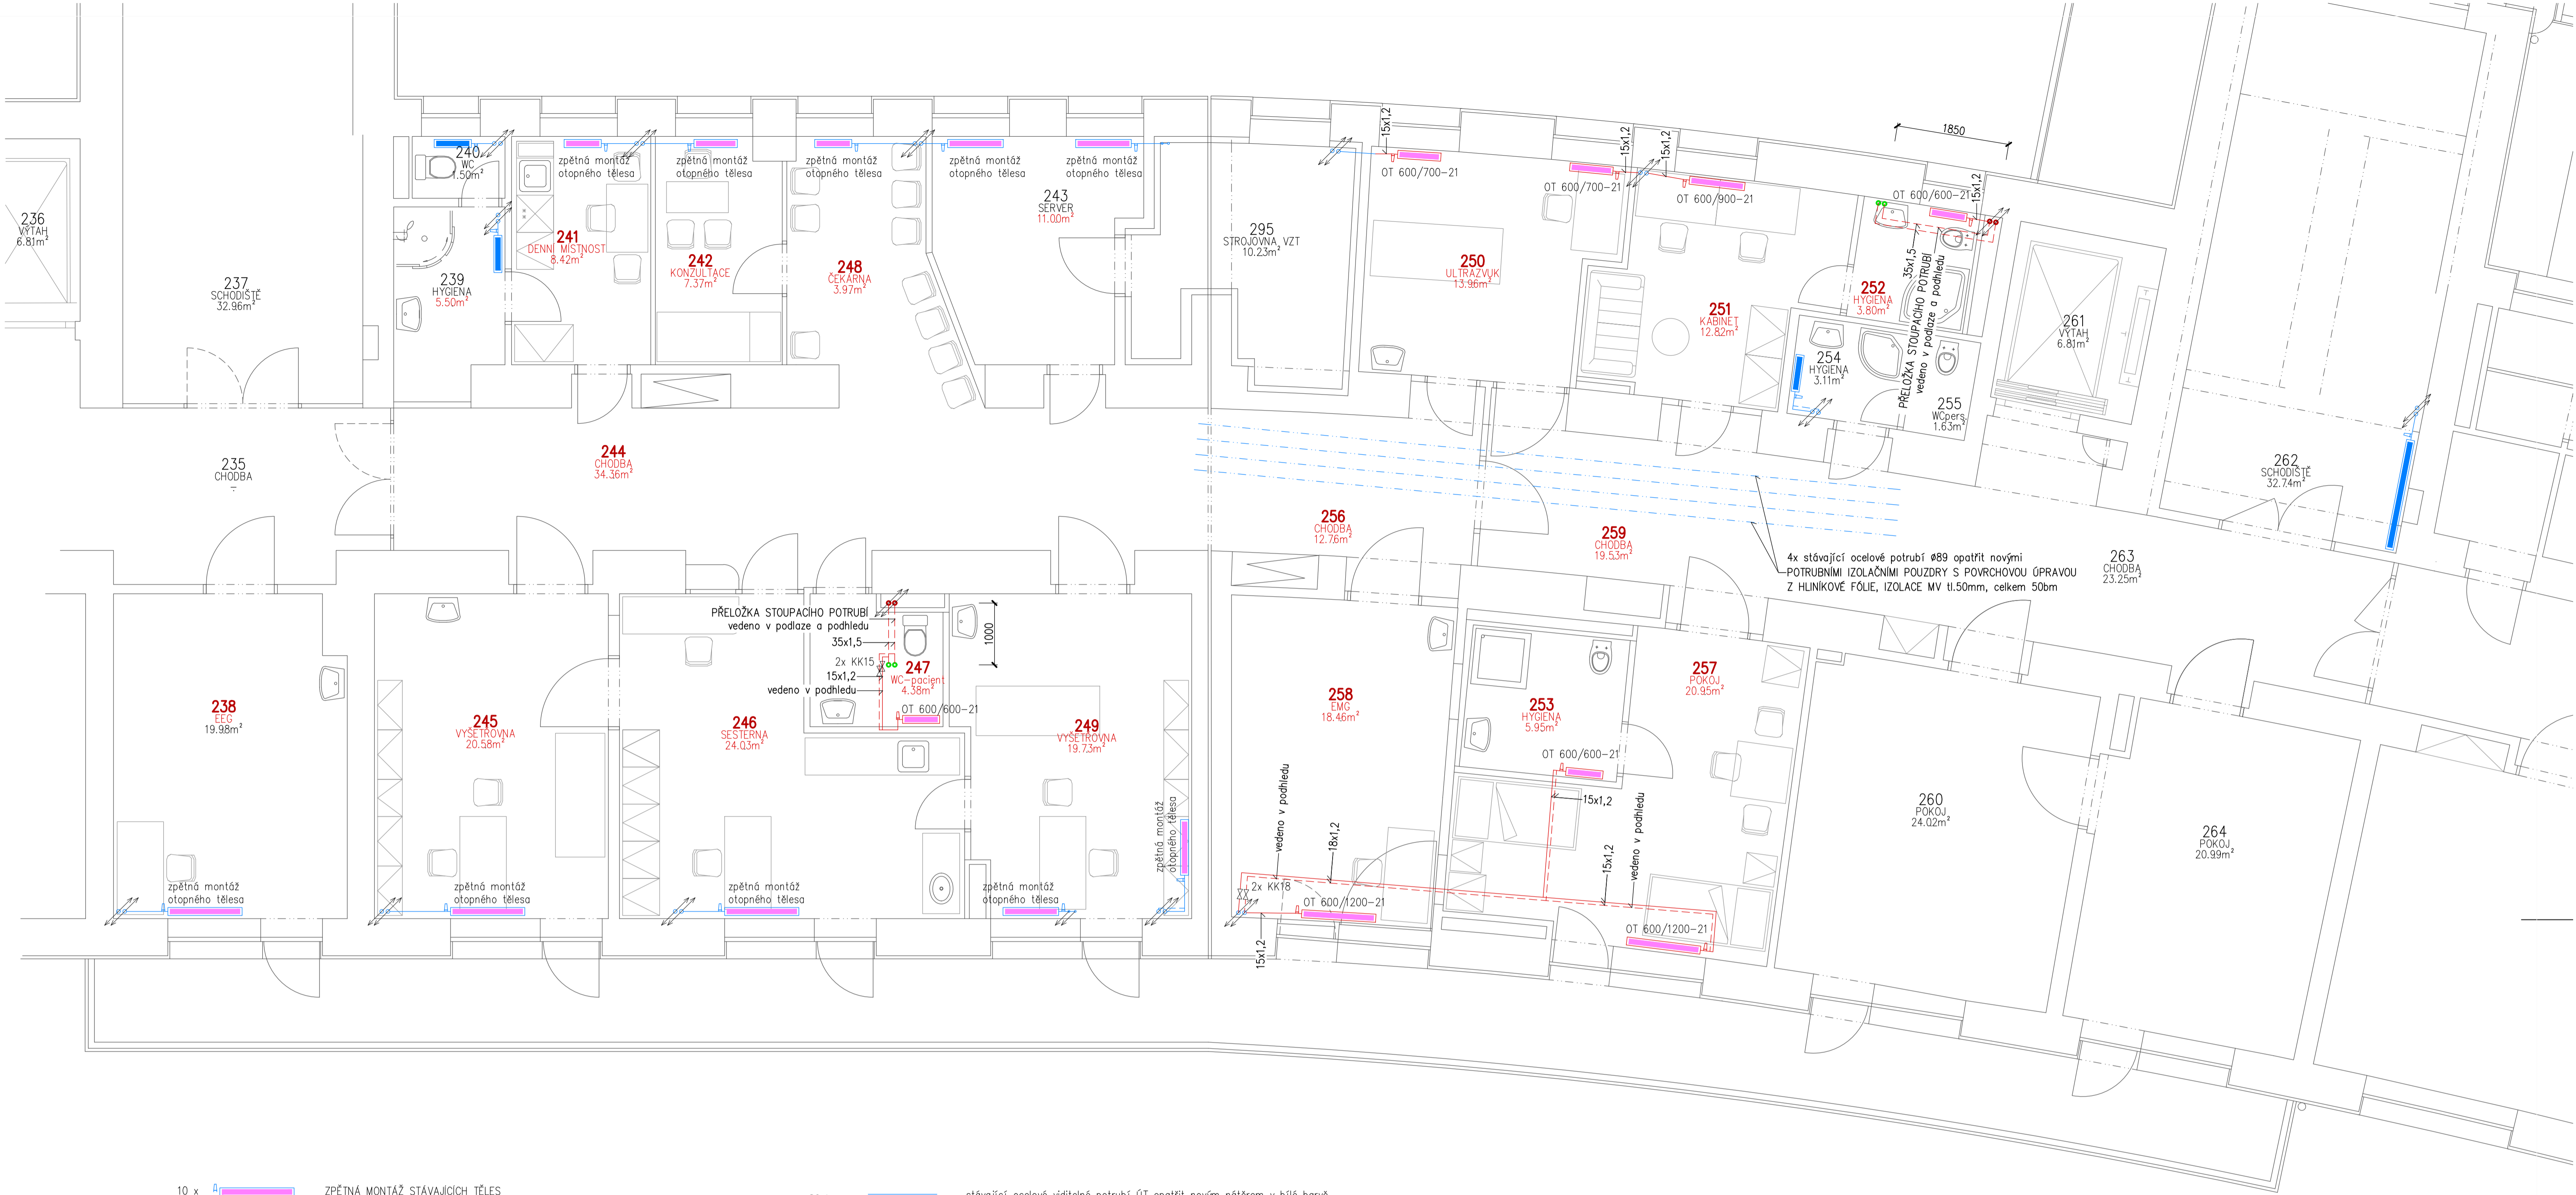 236
VÝTAH
6.81m²
237
SCHODIŠTĚ
32.96m²
235
CHODBA
240
WC
1.50m²
239
HYGIENA
5.50m²
zpětná montáž
otopného tělesa
241
DENNÍ MÍSTNOST
8.42m²
zpětná montáž
otopného tělesa
242
KONZULTACE
7.37m²
zpětná montáž
otopného tělesa
248
ČEKÁRNA
3.97m²
zpětná montáž
otopného tělesa
zpětná montáž
otopného tělesa
243
SERVER
11.00m²
244
CHODBA
34.36m²
295
STROJOVNA VZT
10.23m²
15x1,2
OT 600/700-21
250
ULTRAZVUK
13.96m²
OT 600/700-21
15x1,2
15x1,2
OT 600/900-21
251
KABINET
12.82m²
1850
OT 600/600-21
15x1,2
35x1,5
PŘELOŽKA STOUPACÍHO POTRUBÍ
vedeno v podlaze a podhledu
252
HYGIENA
3.80m²
254
HYGIENA
3.11m²
255
WCpers.
1.63m²
261
VÝTAH
6.81m²
262
SCHODIŠTĚ
32.74m²
256
CHODBA
12.76m²
259
CHODBA
19.53m²
4x stávající ocelové potrubí ø89 opatřit novými
POTRUBNÍMI IZOLAČNÍMI POUZDRY S POVRCHOVOU ÚPRAVOU
Z HLINÍKOVÉ FÓLIE, IZOLACE MV tl.50mm, celkem 50bm
263
CHODBA
23.25m²
238
EEG
19.98m²
zpětná montáž
otopného tělesa
245
VYŠETŘOVNA
20.58m²
zpětná montáž
otopného tělesa
246
SESTERNA
24.03m²
zpětná montáž
otopného tělesa
PŘELOŽKA STOUPACÍHO POTRUBÍ
vedeno v podlaze a podhledu
35x1,5
2x KK15
15x1,2
vedeno v podhledu
1000
247
WC-pacient
4.38m²
OT 600/600-21
249
VYŠETŘOVNA
19.73m²
zpětná montáž
otopného tělesa
zpětná montáž
otopného tělesa
258
EMG
18.46m²
vedeno v podhledu
18x1,2
2x KK18
OT 600/1200-21
15x1,2
253
HYGIENA
5.95m²
OT 600/600-21
15x1,2
257
POKOJ
20.95m²
15x1,2
vedeno v podhledu
OT 600/1200-21
260
POKOJ
24.02m²
264
POKOJ
20.99m²
10 x
ZPĚTNÁ MONTÁŽ STÁVAJÍCÍCH TĚLES
stávající ocelové viditelné potrubí ÚT opatřit novým nátěrem v bílé barvě